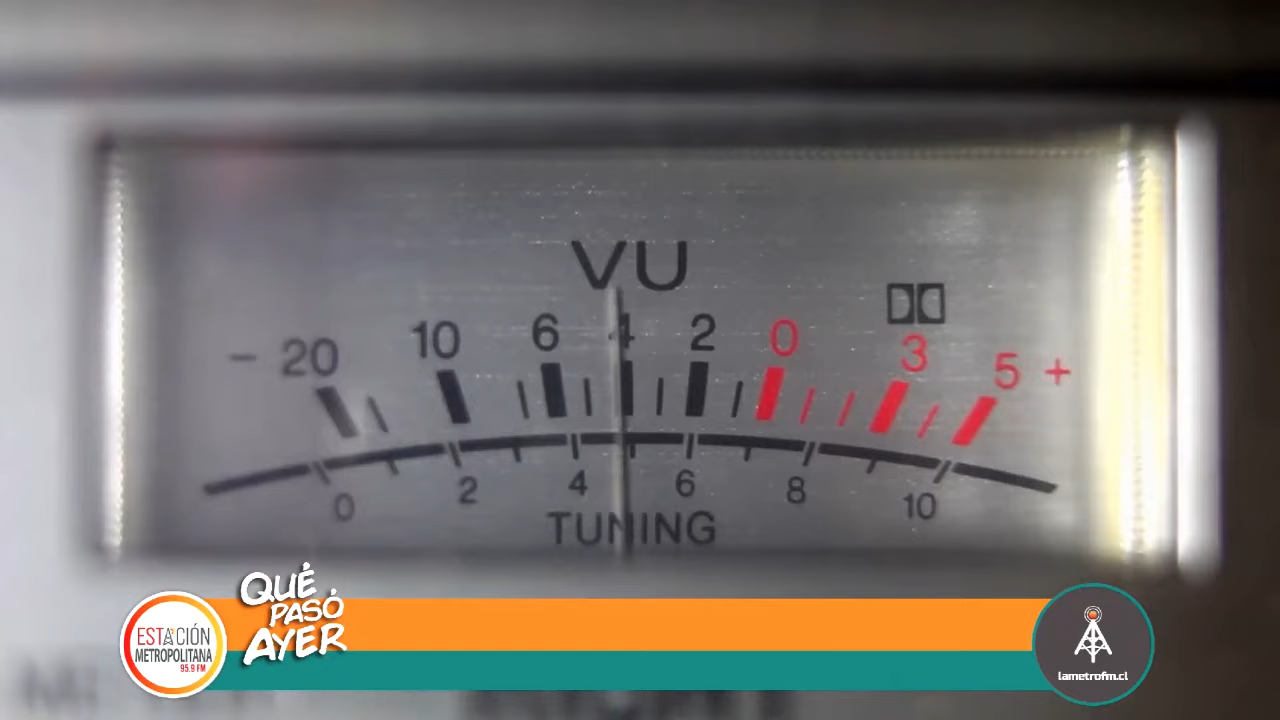 VU
− 20 10 6 4 2 0 3 5 +
0 2 4 6 8 10
TUNING
QUÉ
PASÓ
AYER
ESTACIÓN
METROPOLITANA
95.9 FM
lametrofm.cl